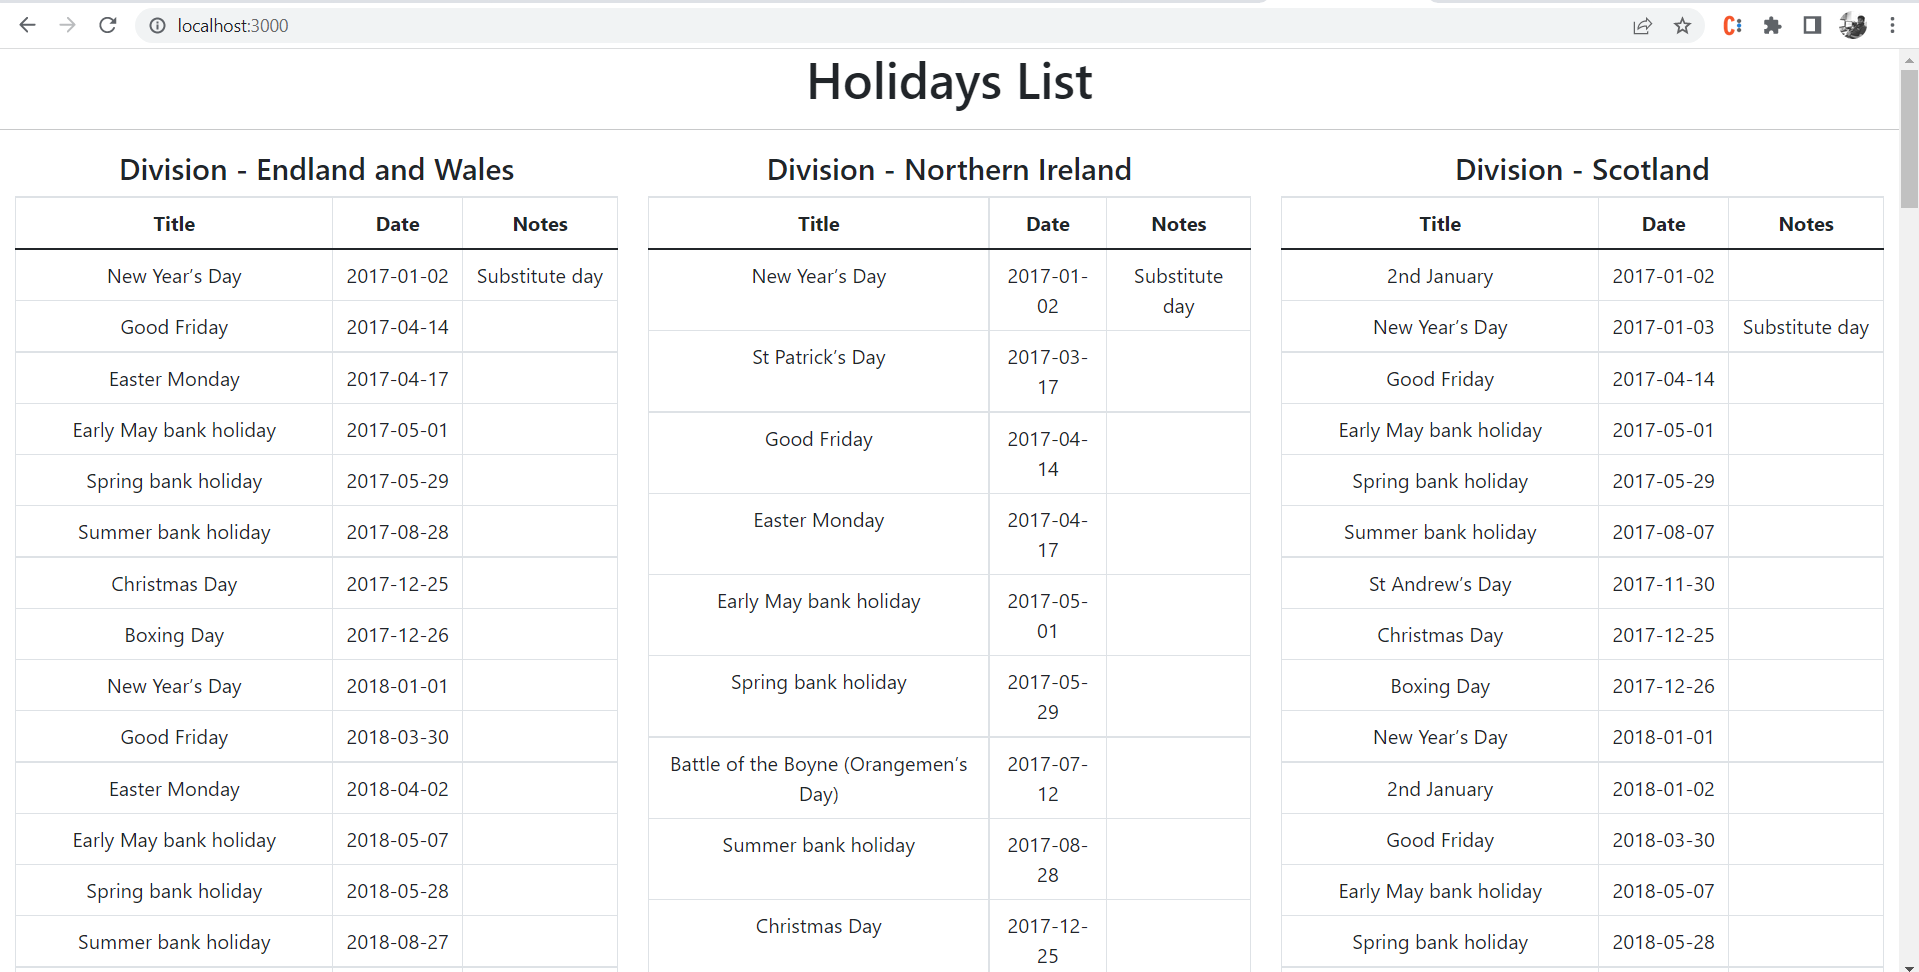 localhost:3000
Holidays List
Division - Endland and Wales
Title Date Notes
New Year’s Day 2017-01-02 Substitute day
Good Friday 2017-04-14
Easter Monday 2017-04-17
Early May bank holiday 2017-05-01
Spring bank holiday 2017-05-29
Summer bank holiday 2017-08-28
Christmas Day 2017-12-25
Boxing Day 2017-12-26
New Year’s Day 2018-01-01
Good Friday 2018-03-30
Easter Monday 2018-04-02
Early May bank holiday 2018-05-07
Spring bank holiday 2018-05-28
Summer bank holiday 2018-08-27
Division - Northern Ireland
Title Date Notes
New Year’s Day 2017-01- Substitute
02 day
St Patrick’s Day 2017-03-
17
Good Friday 2017-04-
14
Easter Monday 2017-04-
17
Early May bank holiday 2017-05-
01
Spring bank holiday 2017-05-
29
Battle of the Boyne (Orangemen’s 2017-07-
Day) 12
Summer bank holiday 2017-08-
28
Christmas Day 2017-12-
25
Division - Scotland
Title Date Notes
2nd January 2017-01-02
New Year’s Day 2017-01-03 Substitute day
Good Friday 2017-04-14
Early May bank holiday 2017-05-01
Spring bank holiday 2017-05-29
Summer bank holiday 2017-08-07
St Andrew’s Day 2017-11-30
Christmas Day 2017-12-25
Boxing Day 2017-12-26
New Year’s Day 2018-01-01
2nd January 2018-01-02
Good Friday 2018-03-30
Early May bank holiday 2018-05-07
Spring bank holiday 2018-05-28